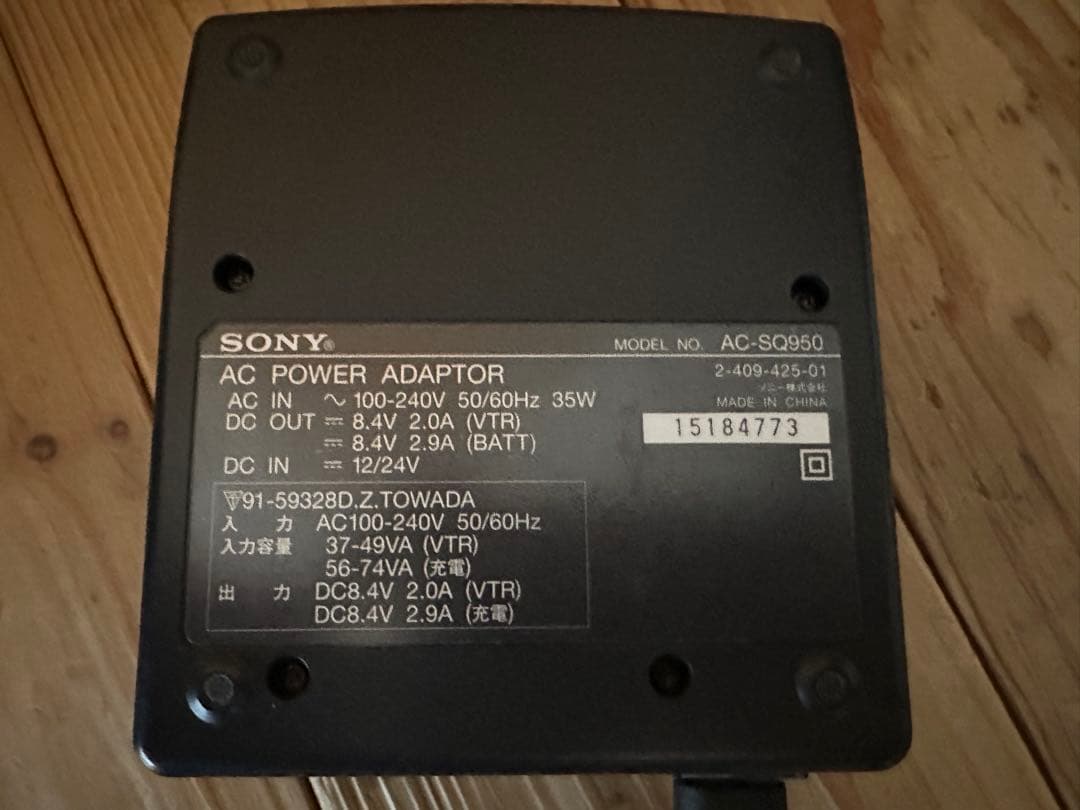 SONY®
MODEL NO. AC-SQ950
AC POWER ADAPTOR
2-409-425-01
ソニー株式会社
MADE IN CHINA
AC IN ～ 100-240V 50/60Hz 35W
DC OUT ⎓ 8.4V 2.0A (VTR)
⎓ 8.4V 2.9A (BATT)
15184773
DC IN ⎓ 12/24V
91-59328D.Z.TOWADA
入 力 AC100-240V 50/60Hz
入力容量 37-49VA (VTR)
56-74VA (充電)
出 力 DC8.4V 2.0A (VTR)
DC8.4V 2.9A (充電)